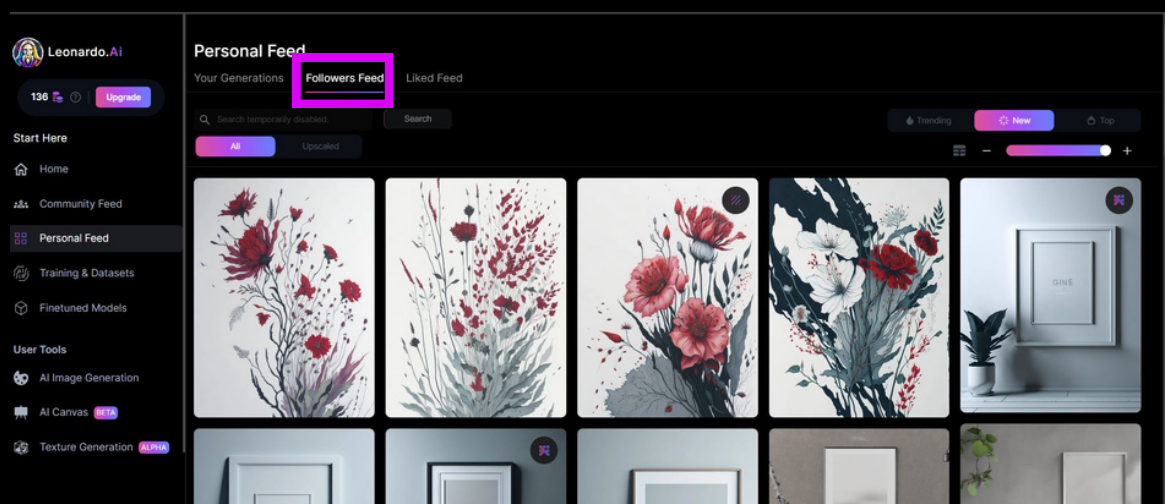 Leonardo.Ai
136
Upgrade
Start Here
Home
Community Feed
Personal Feed
Training & Datasets
Finetuned Models
User Tools
AI Image Generation
AI Canvas BETA
Texture Generation ALPHA
Personal Feed
Your Generations Followers Feed Liked Feed
Search temporarily disabled. Search
Trending New Top
All Upscaled
GINE